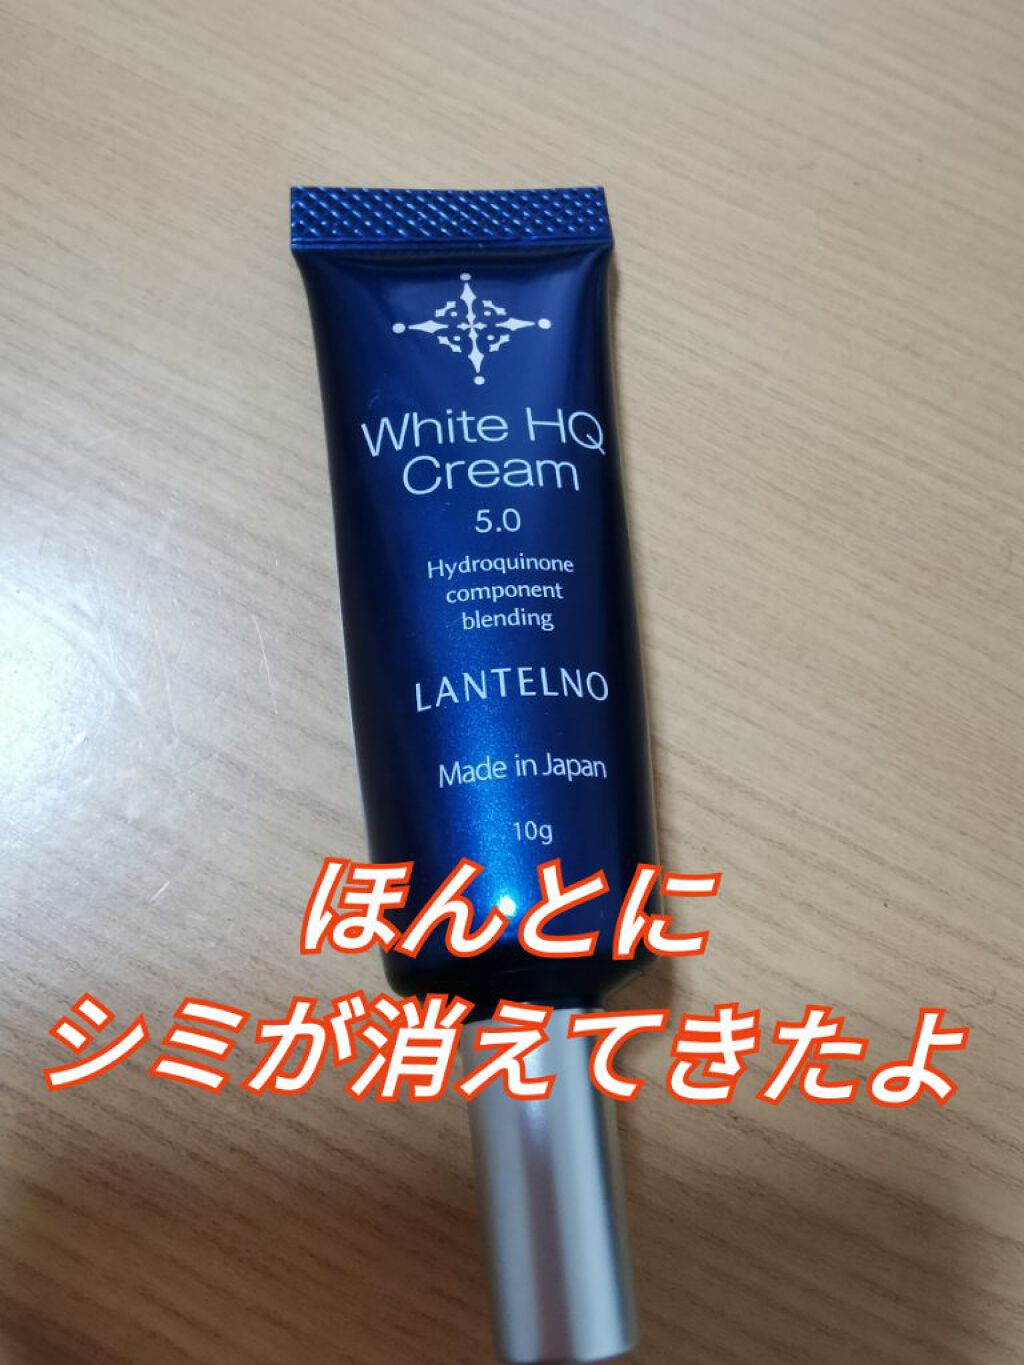 White HQ
Cream
5.0
Hydroquinone
component
blending
LANTELNO
Made in Japan
10g
ほんとに
シミが消えてきたよ